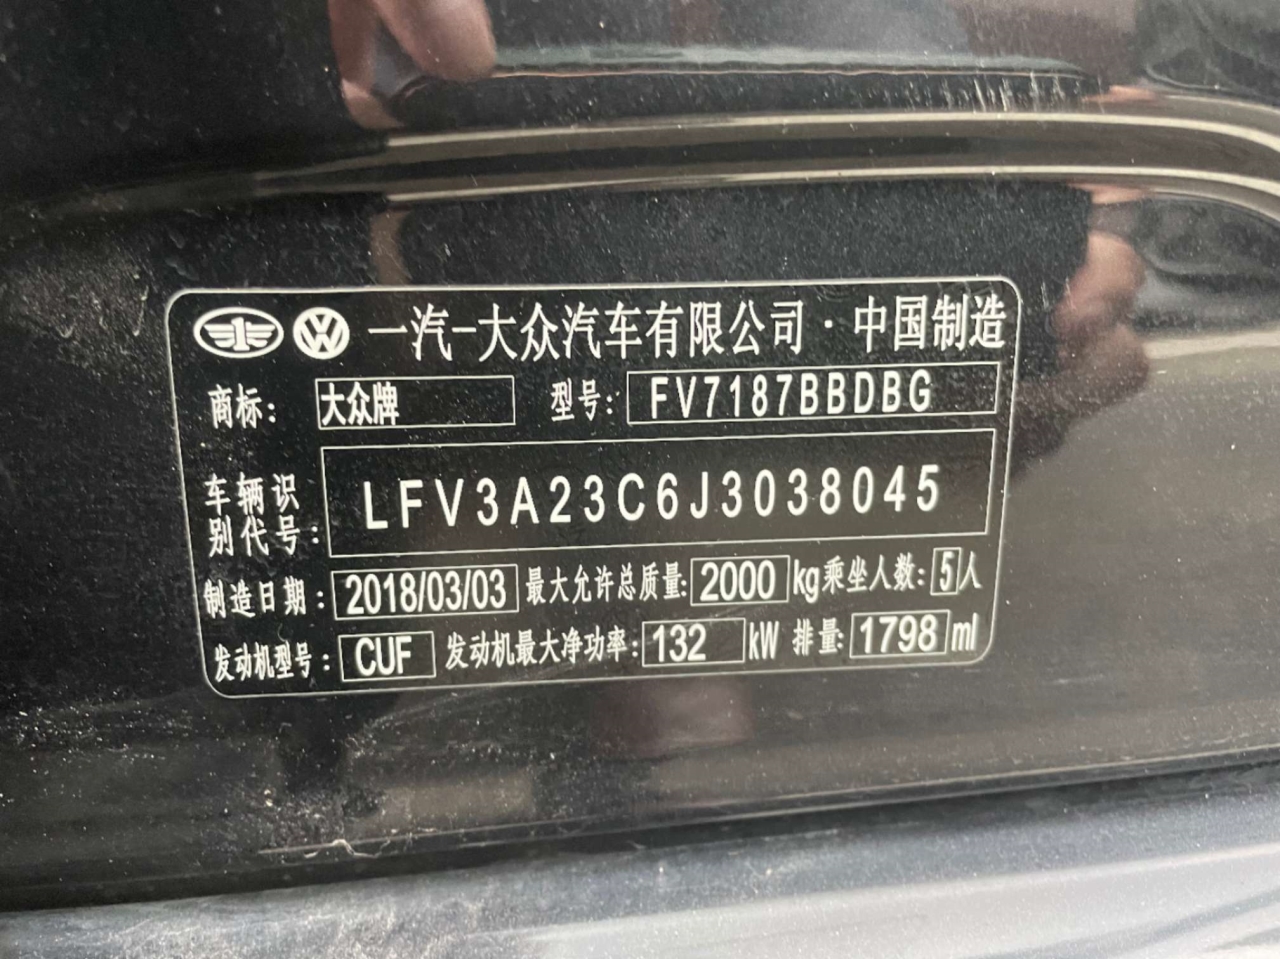 一汽-大众汽车有限公司·中国制造
商标: 大众牌 型号: FV7187BBDBG
车辆识
别代号: LFV3A23C6J3038045
制造日期: 2018/03/03 最大允许总质量: 2000 kg 乘坐人数: 5 人
发动机型号: CUF 发动机最大净功率: 132 kW 排量: 1798 ml